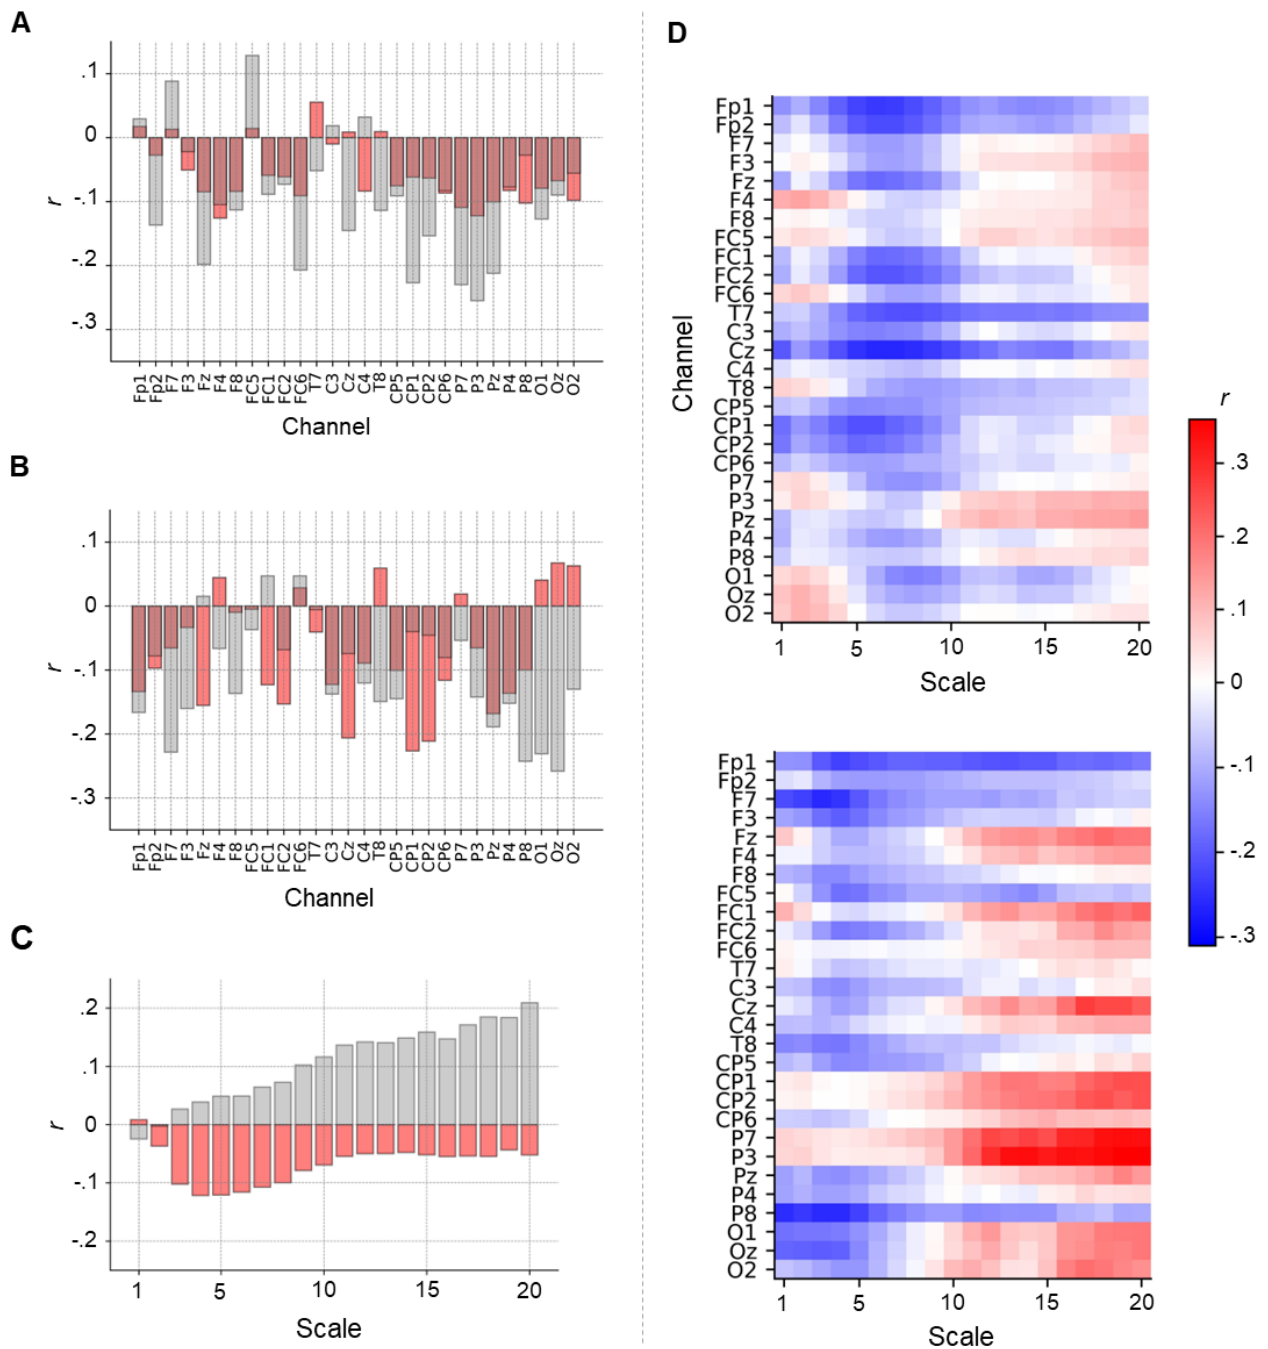 A
.1
0
-.1
-.2
-.3
r
Fp1 Fp2 F7 F3 Fz F4 F8 FC5 FC1 FC2 FC6 T7 C3 Cz C4 T8 CP5 CP1 CP2 CP6 P7 P3 Pz P4 P8 O1 Oz O2
Channel
B
.1
0
-.1
-.2
-.3
r
Fp1 Fp2 F7 F3 Fz F4 F8 FC5 FC1 FC2 FC6 T7 C3 Cz C4 T8 CP5 CP1 CP2 CP6 P7 P3 Pz P4 P8 O1 Oz O2
Channel
C
.2
.1
0
-.1
-.2
r
1 5 10 15 20
Scale
D
Channel
Fp1
Fp2
F7
F3
Fz
F4
F8
FC5
FC1
FC2
FC6
T7
C3
Cz
C4
T8
CP5
CP1
CP2
CP6
P7
P3
Pz
P4
P8
O1
Oz
O2
1 5 10 15 20
Scale
Fp1
Fp2
F7
F3
Fz
F4
F8
FC5
FC1
FC2
FC6
T7
C3
Cz
C4
T8
CP5
CP1
CP2
CP6
P7
P3
Pz
P4
P8
O1
Oz
O2
1 5 10 15 20
Scale
r
.3
.2
.1
0
-.1
-.2
-.3